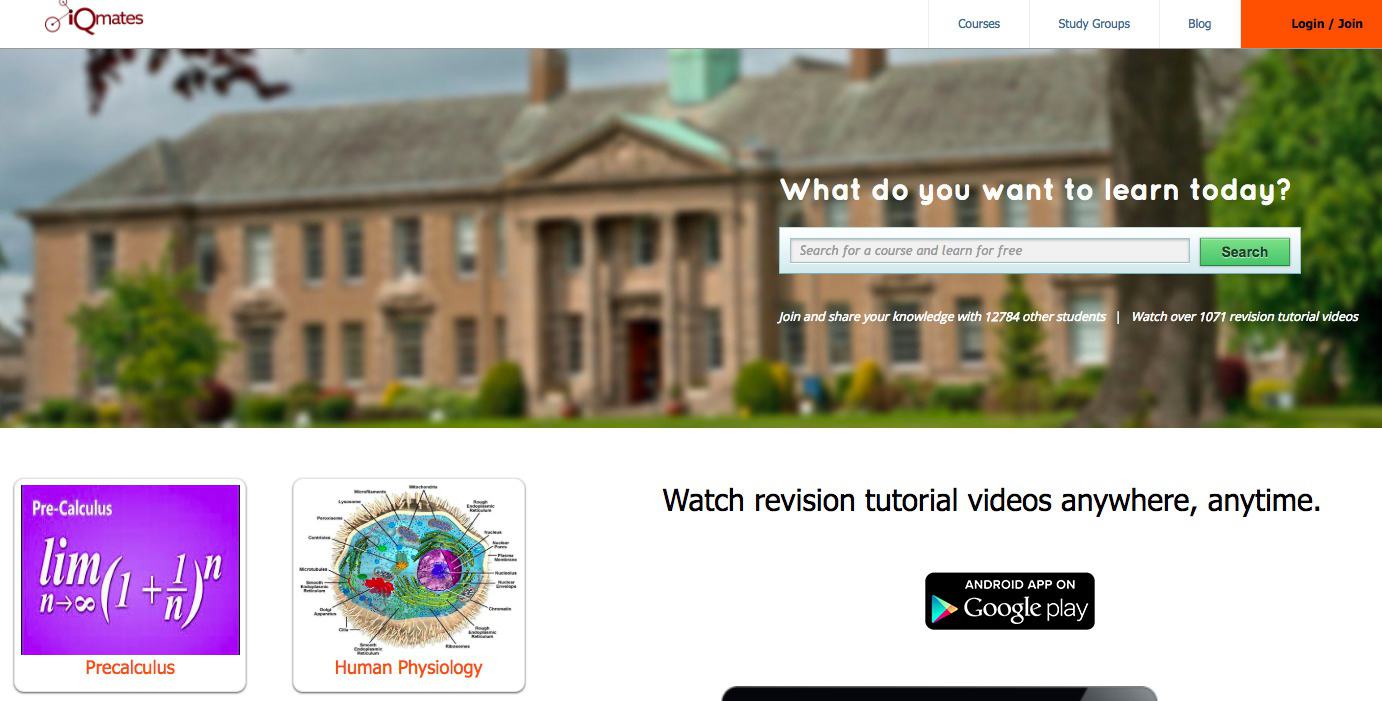 iQmates
Courses
Study Groups
Blog
Login / Join
What do you want to learn today?
Search for a course and learn for free
Search
Join and share your knowledge with 12784 other students | Watch over 1071 revision tutorial videos
Pre-Calculus
lim n→∞ (1 + 1/n)^n
Precalculus
Mitochondria
Microfilaments
Lysosome
Rough
Endoplasmic
Reticulum
Peroxisome
Nucleus
Centrioles
Nuclear
Pores
Plasma
Membrane
Microtubules
Nucleolus
Smooth
Endoplasmic
Reticulum
Nuclear
Envelope
Golgi
Apparatus
Chromatin
Cilia
Rough
Endoplasmic
Reticulum
Smooth
Endoplasmic
Reticulum
Ribosomes
Human Physiology
Watch revision tutorial videos anywhere, anytime.
ANDROID APP ON
Google play